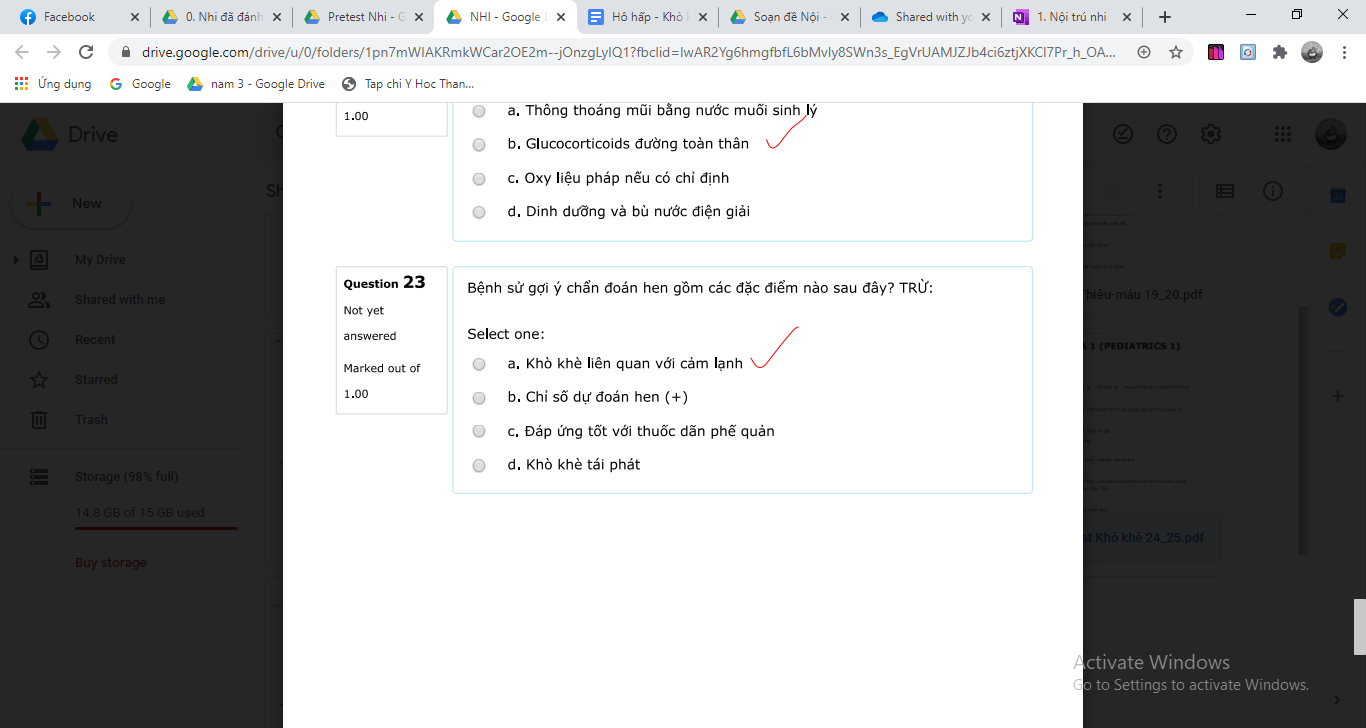 Facebook
0. Nhi đã đánh
Pretest Nhi - G
NHI - Google
Hô hấp - Khò
Soạn đề Nội -
Shared with yo
1. Nội trú nhi
drive.google.com/drive/u/0/folders/1pn7mWIAKRmkWCar2OE2m--jOnzgLyIQ1?fbclid=IwAR2Yg6hmgfbfL6bMvIy8SWn3s_EgVrUAMJZJb4ci6ztjXKCl7Pr_h_OA...
Ứng dụng
Google
nam 3 - Google Drive
Tap chi Y Hoc Than...
Drive
New
My Drive
Shared with me
Recent
Starred
Trash
Storage (98% full)
14.8 GB of 15 GB used
Buy storage
1.00
a. Thông thoáng mũi bằng nước muối sinh lý
b. Glucocorticoids đường toàn thân
c. Oxy liệu pháp nếu có chỉ định
d. Dinh dưỡng và bù nước điện giải
Question 23
Not yet
answered
Marked out of
1.00
Bệnh sử gợi ý chẩn đoán hen gồm các đặc điểm nào sau đây? TRỪ:
Select one:
a. Khò khè liên quan với cảm lạnh
b. Chỉ số dự đoán hen (+)
c. Đáp ứng tốt với thuốc dãn phế quản
d. Khò khè tái phát
Thiếu-máu 19_20.pdf
1 (PEDIATRICS 1)
st Khò khè 24_25.pdf
Activate Windows
Go to Settings to activate Windows.